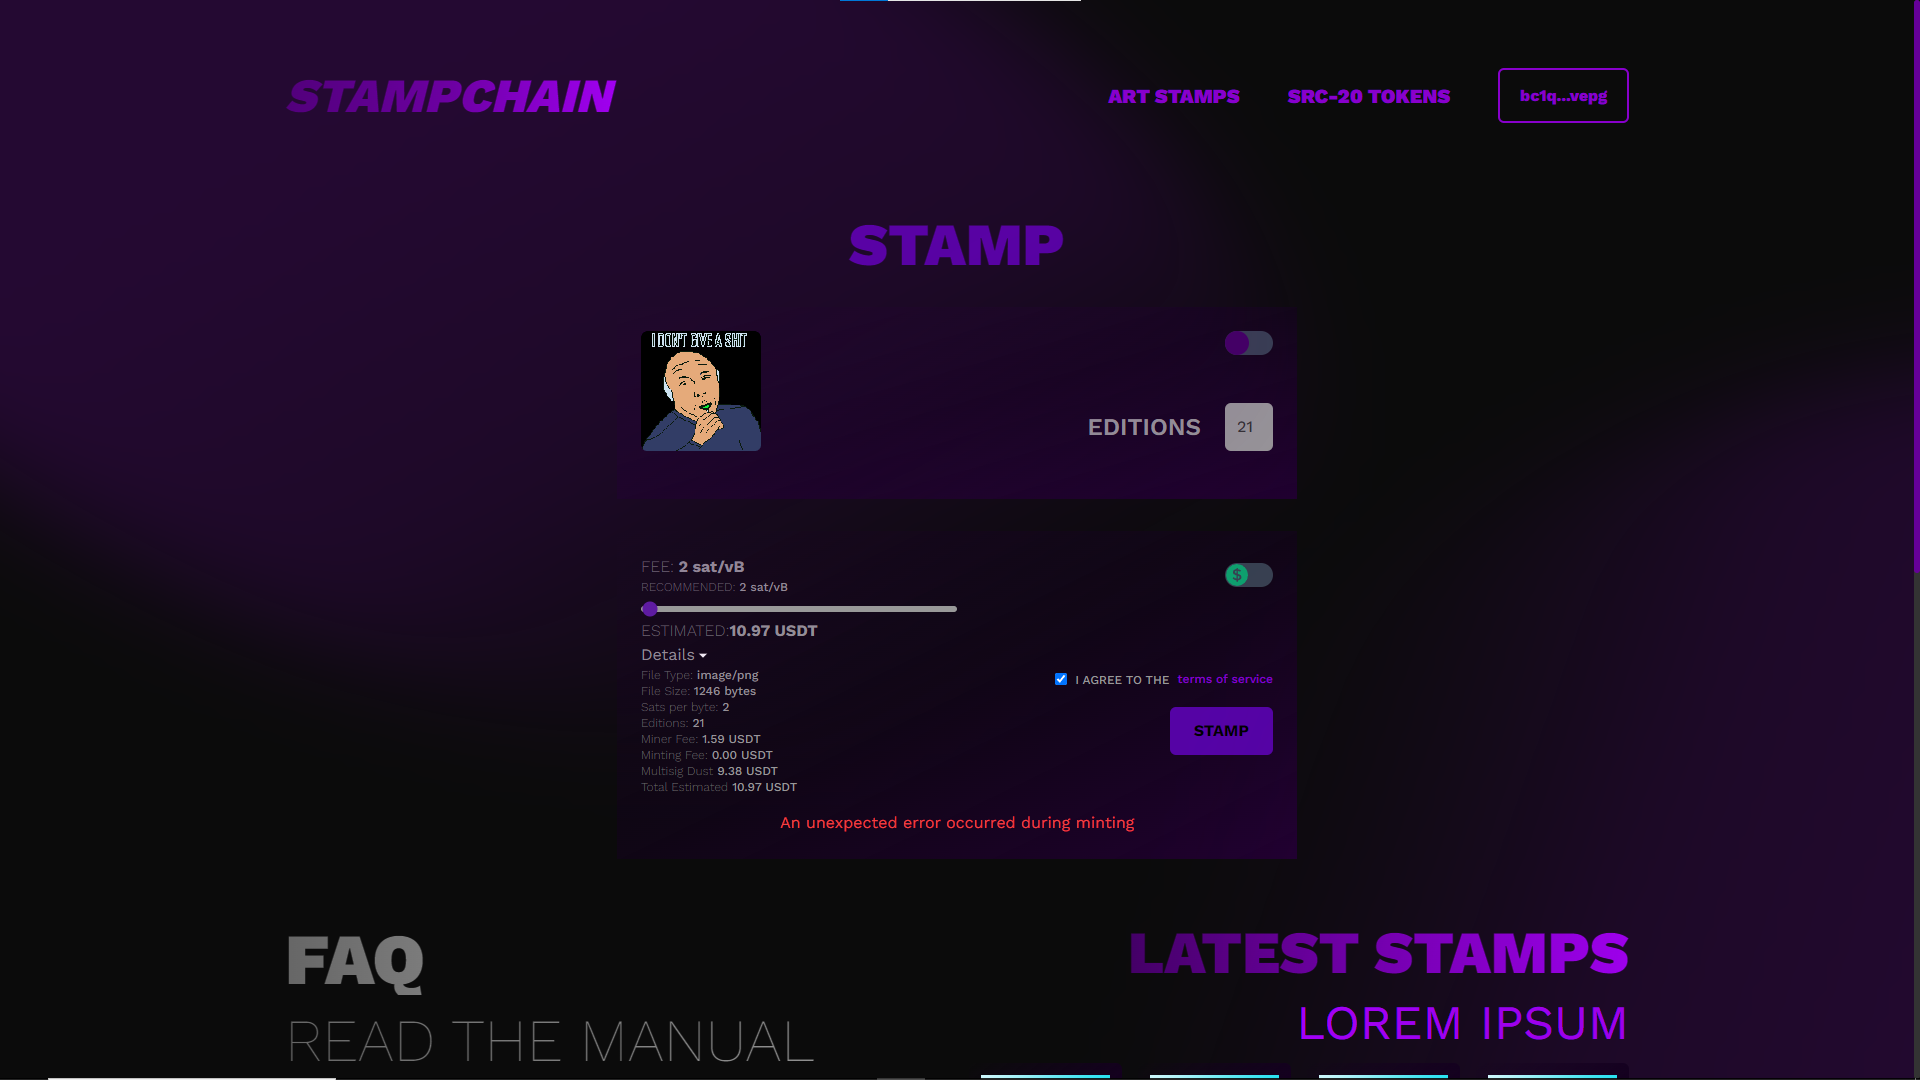 STAMPCHAIN
ART STAMPS
SRC-20 TOKENS
bc1q...vepg
STAMP
I DON'T GIVE A SHIT
EDITIONS
21
FEE: 2 sat/vB
RECOMMENDED: 2 sat/vB
$
ESTIMATED:10.97 USDT
Details
File Type: image/png
File Size: 1246 bytes
Sats per byte: 2
Editions: 21
Miner Fee: 1.59 USDT
Minting Fee: 0.00 USDT
Multisig Dust 9.38 USDT
Total Estimated 10.97 USDT
I AGREE TO THE terms of service
STAMP
An unexpected error occurred during minting
FAQ
READ THE MANUAL
LATEST STAMPS
LOREM IPSUM